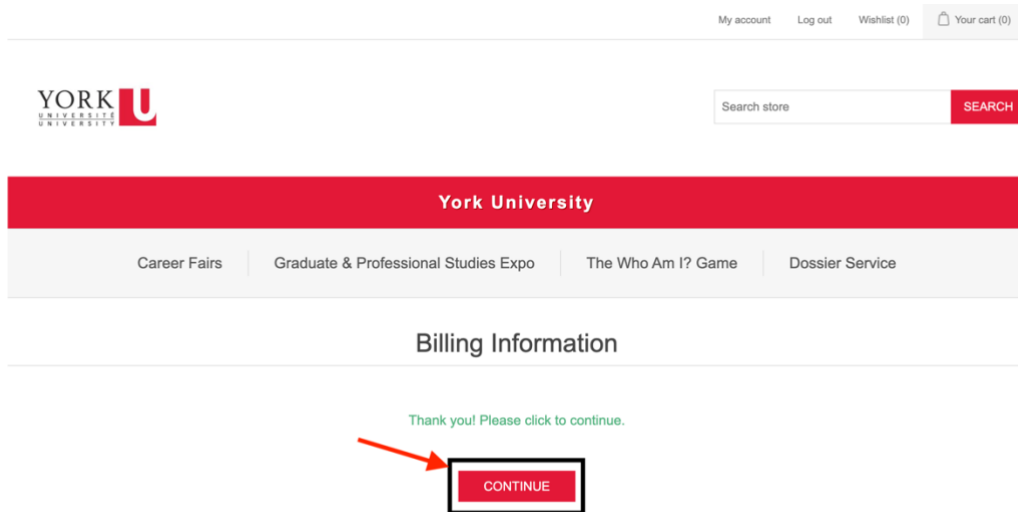 My account Log out Wishlist (0) Your cart (0)
YORK U
UNIVERSITÉ
UNIVERSITY
Search store SEARCH
York University
Career Fairs Graduate & Professional Studies Expo The Who Am I? Game Dossier Service
Billing Information
Thank you! Please click to continue.
CONTINUE